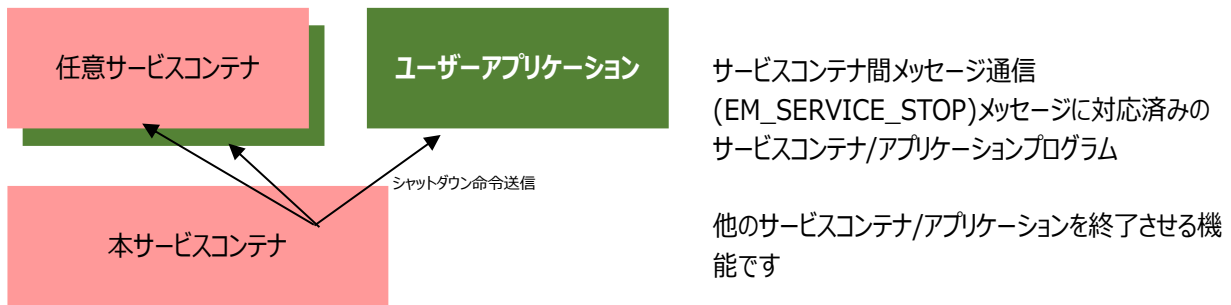 任意サービスコンテナ
ユーザーアプリケーション
シャットダウン命令送信
本サービスコンテナ
サービスコンテナ間メッセージ通信
(EM_SERVICE_STOP)メッセージに対応済みの
サービスコンテナ/アプリケーションプログラム
他のサービスコンテナ/アプリケーションを終了させる機
能です